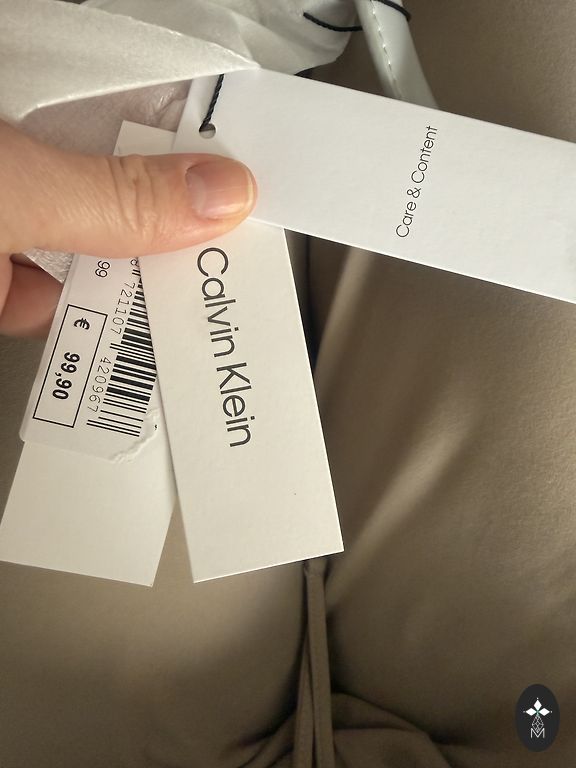 Care & Content
Calvin Klein
99
721107 420967
€ 99,90